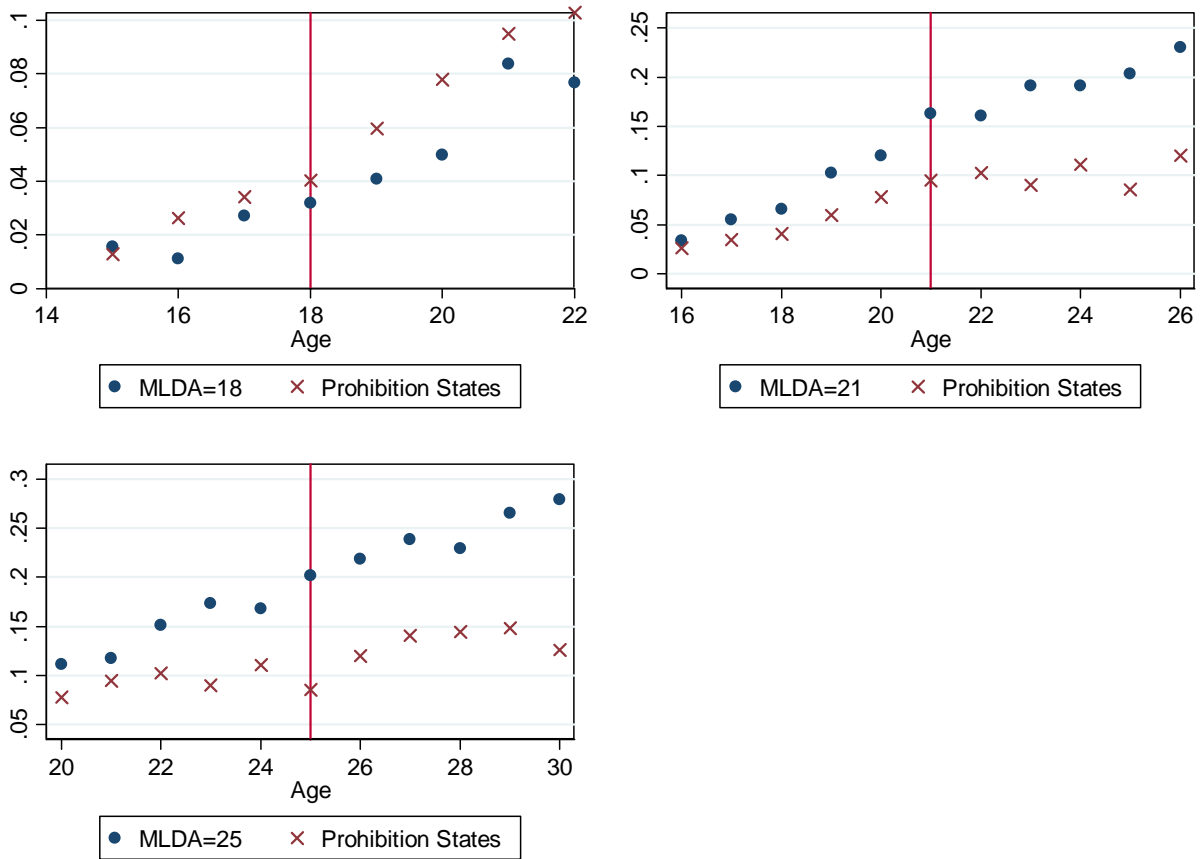 .1
.08
.06
.04
.02
0
14 16 18 20 22
Age
MLDA=18 Prohibition States
.25
.2
.15
.1
.05
0
16 18 20 22 24 26
Age
MLDA=21 Prohibition States
.3
.25
.2
.15
.1
.05
20 22 24 26 28 30
Age
MLDA=25 Prohibition States